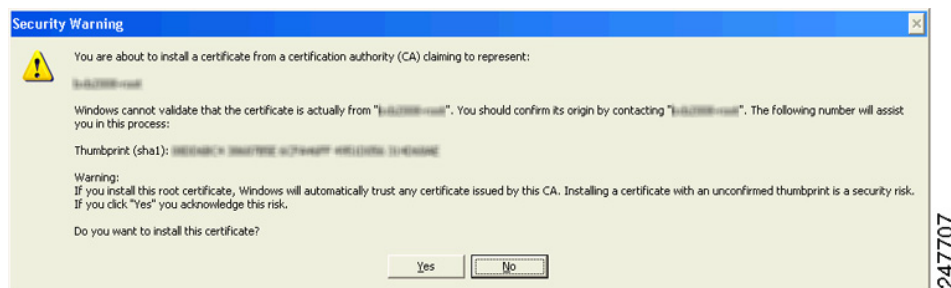 Security Warning
You are about to install a certificate from a certification authority (CA) claiming to represent:
Windows cannot validate that the certificate is actually from "". You should confirm its origin by contacting "". The following number will assist
you in this process:
Thumbprint (sha1):
Warning:
If you install this root certificate, Windows will automatically trust any certificate issued by this CA. Installing a certificate with an unconfirmed thumbprint is a security risk.
If you click "Yes" you acknowledge this risk.
Do you want to install this certificate?
Yes No
247707